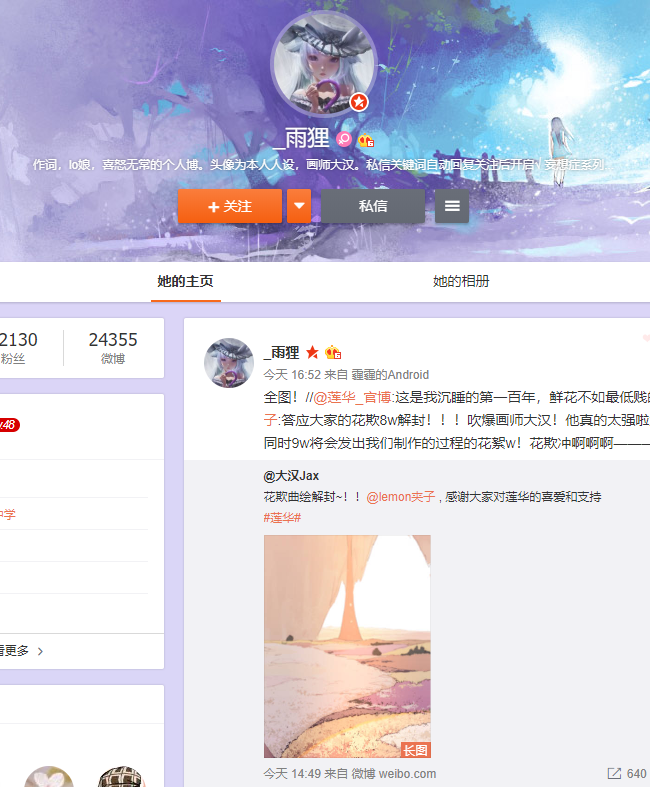 _雨狸
作词，lo娘，喜怒无常的个人博。头像为本人人设，画师大汉。私信关键词自动回复关注后开启√妄想症系列
+ 关注
私信
她的主页
她的相册
2130
24355
粉丝
微博
.48
中学
看更多 >
_雨狸
今天 16:52 来自 霾霾的Android
全图！//@莲华_官博:这是我沉睡的第一百年，鲜花不如最低贱的
子:答应大家的花欺8w解封！！！吹爆画师大汉！他真的太强啦
同时9w将会发出我们制作的过程的花絮w！花欺冲啊啊啊———
@大汉Jax
花欺曲绘解封~！！@lemon夹子 , 感谢大家对莲华的喜爱和支持
#莲华#
长图
今天 14:49 来自 微博 weibo.com
640